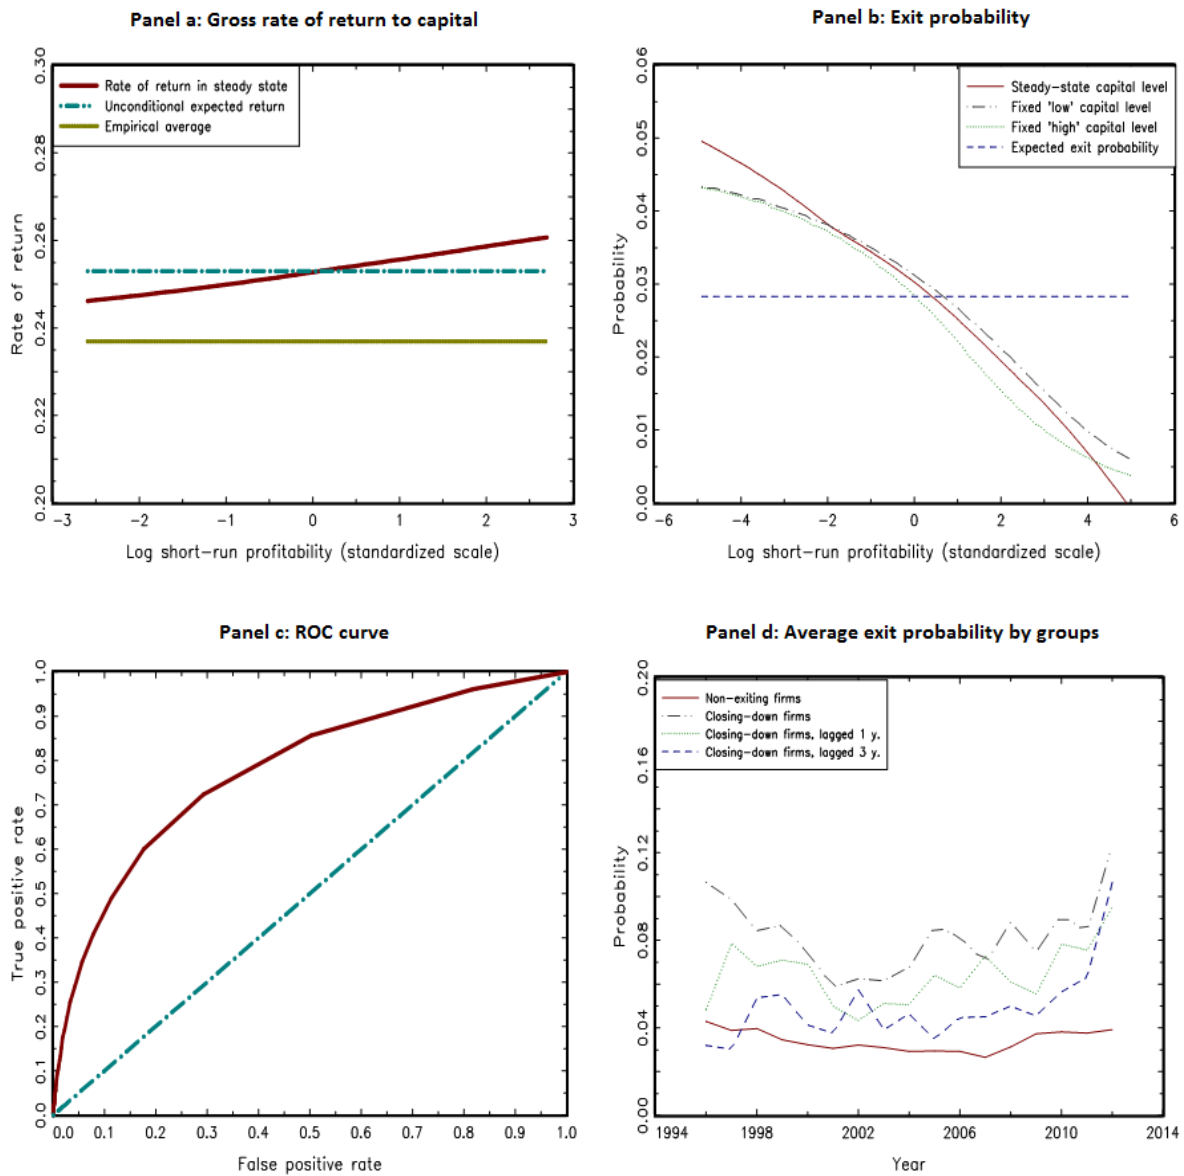 Panel a: Gross rate of return to capital
Rate of return in steady state
Unconditional expected return
Empirical average
Rate of return
0.30
0.28
0.26
0.24
0.22
0.20
-3 -2 -1 0 1 2 3
Log short-run profitability (standardized scale)
Panel b: Exit probability
Steady-state capital level
Fixed 'low' capital level
Fixed 'high' capital level
Expected exit probability
Probability
0.06
0.05
0.04
0.03
0.02
0.01
0.00
-6 -4 -2 0 2 4 6
Log short-run profitability (standardized scale)
Panel c: ROC curve
True positive rate
1.0
0.9
0.8
0.7
0.6
0.5
0.4
0.3
0.2
0.1
0.0
0.0 0.1 0.2 0.3 0.4 0.5 0.6 0.7 0.8 0.9 1.0
False positive rate
Panel d: Average exit probability by groups
Non-exiting firms
Closing-down firms
Closing-down firms, lagged 1 y.
Closing-down firms, lagged 3 y.
Probability
0.20
0.16
0.12
0.08
0.04
0.00
1994 1998 2002 2006 2010 2014
Year